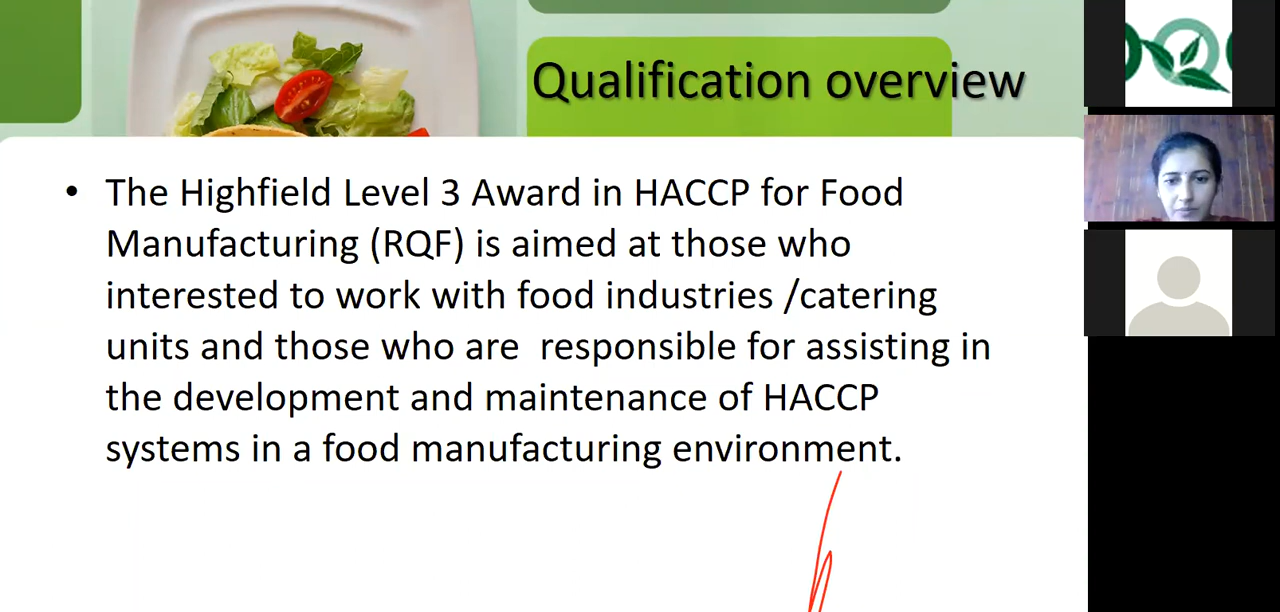 Qualification overview
• The Highfield Level 3 Award in HACCP for Food
Manufacturing (RQF) is aimed at those who
interested to work with food industries /catering
units and those who are  responsible for assisting in
the development and maintenance of HACCP
systems in a food manufacturing environment.